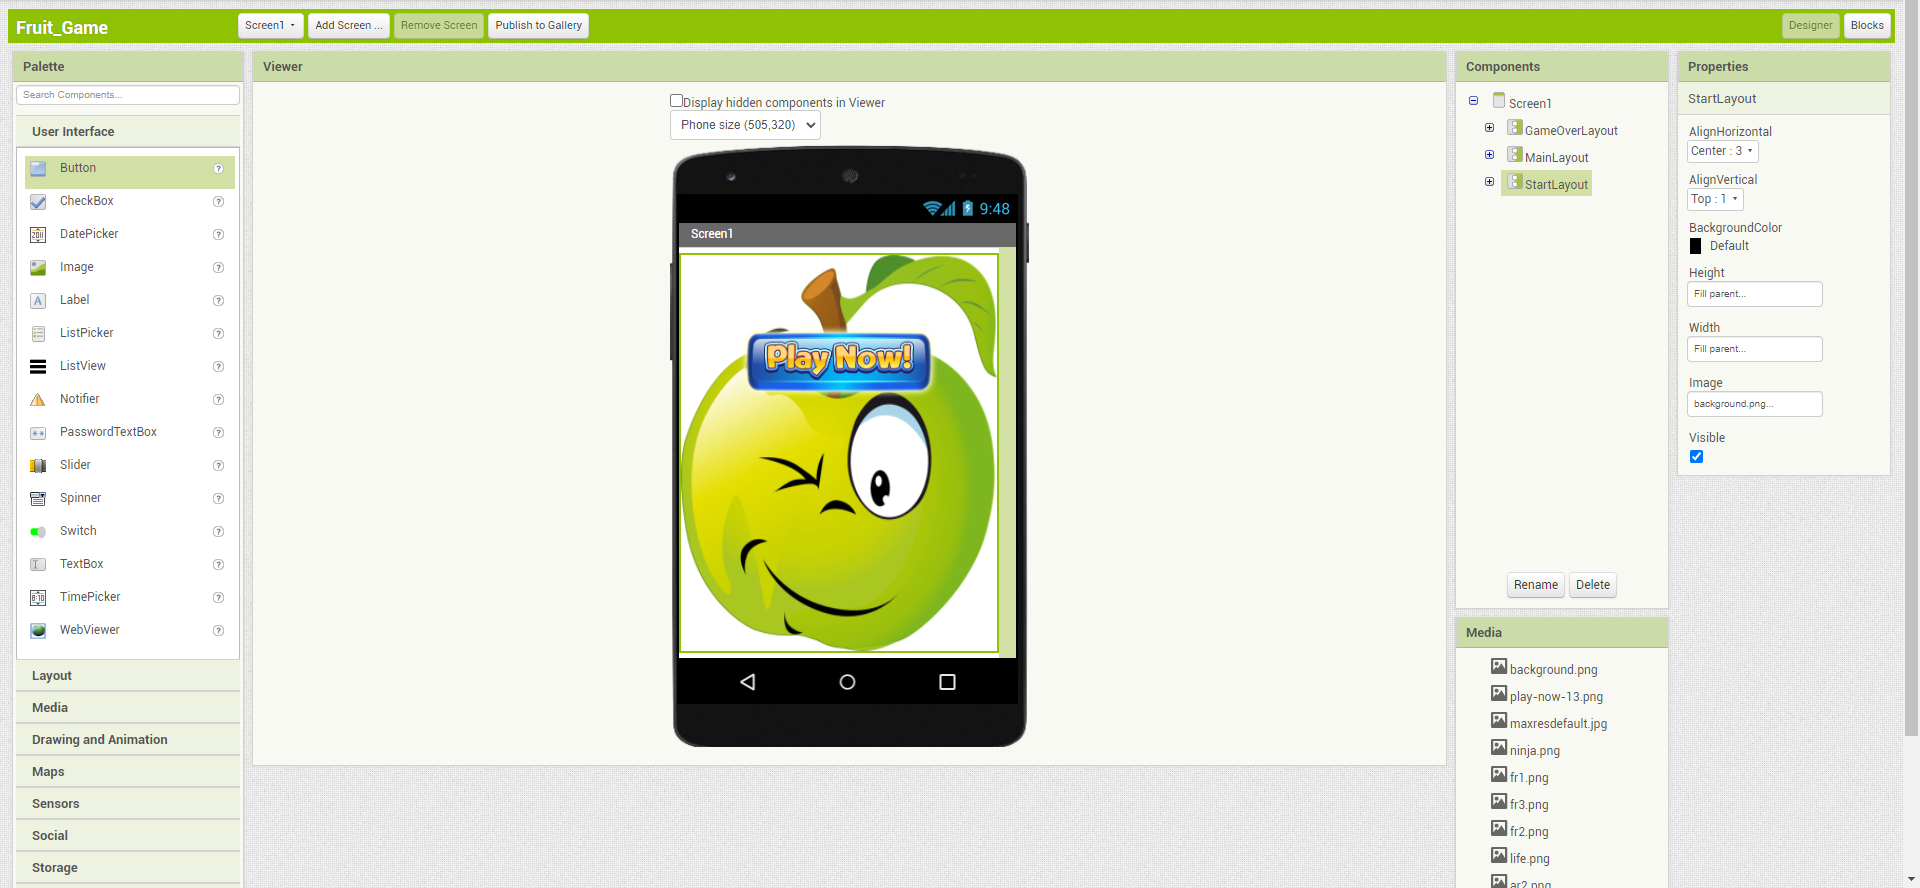 Fruit_Game
Screen1
Add Screen ...
Remove Screen
Publish to Gallery
Designer
Blocks
Palette
Search Components...
User Interface
Button
?
CheckBox
?
DatePicker
?
Image
?
Label
?
ListPicker
?
ListView
?
Notifier
?
PasswordTextBox
?
Slider
?
Spinner
?
Switch
?
TextBox
?
TimePicker
?
WebViewer
?
Layout
Media
Drawing and Animation
Maps
Sensors
Social
Storage
Viewer
Display hidden components in Viewer
Phone size (505,320)
9:48
Screen1
Play Now!
Components
Screen1
GameOverLayout
MainLayout
StartLayout
Rename
Delete
Media
background.png
play-now-13.png
maxresdefault.jpg
ninja.png
fr1.png
fr3.png
fr2.png
life.png
ar2.png
Properties
StartLayout
AlignHorizontal
Center : 3
AlignVertical
Top : 1
BackgroundColor
Default
Height
Fill parent...
Width
Fill parent...
Image
background.png...
Visible